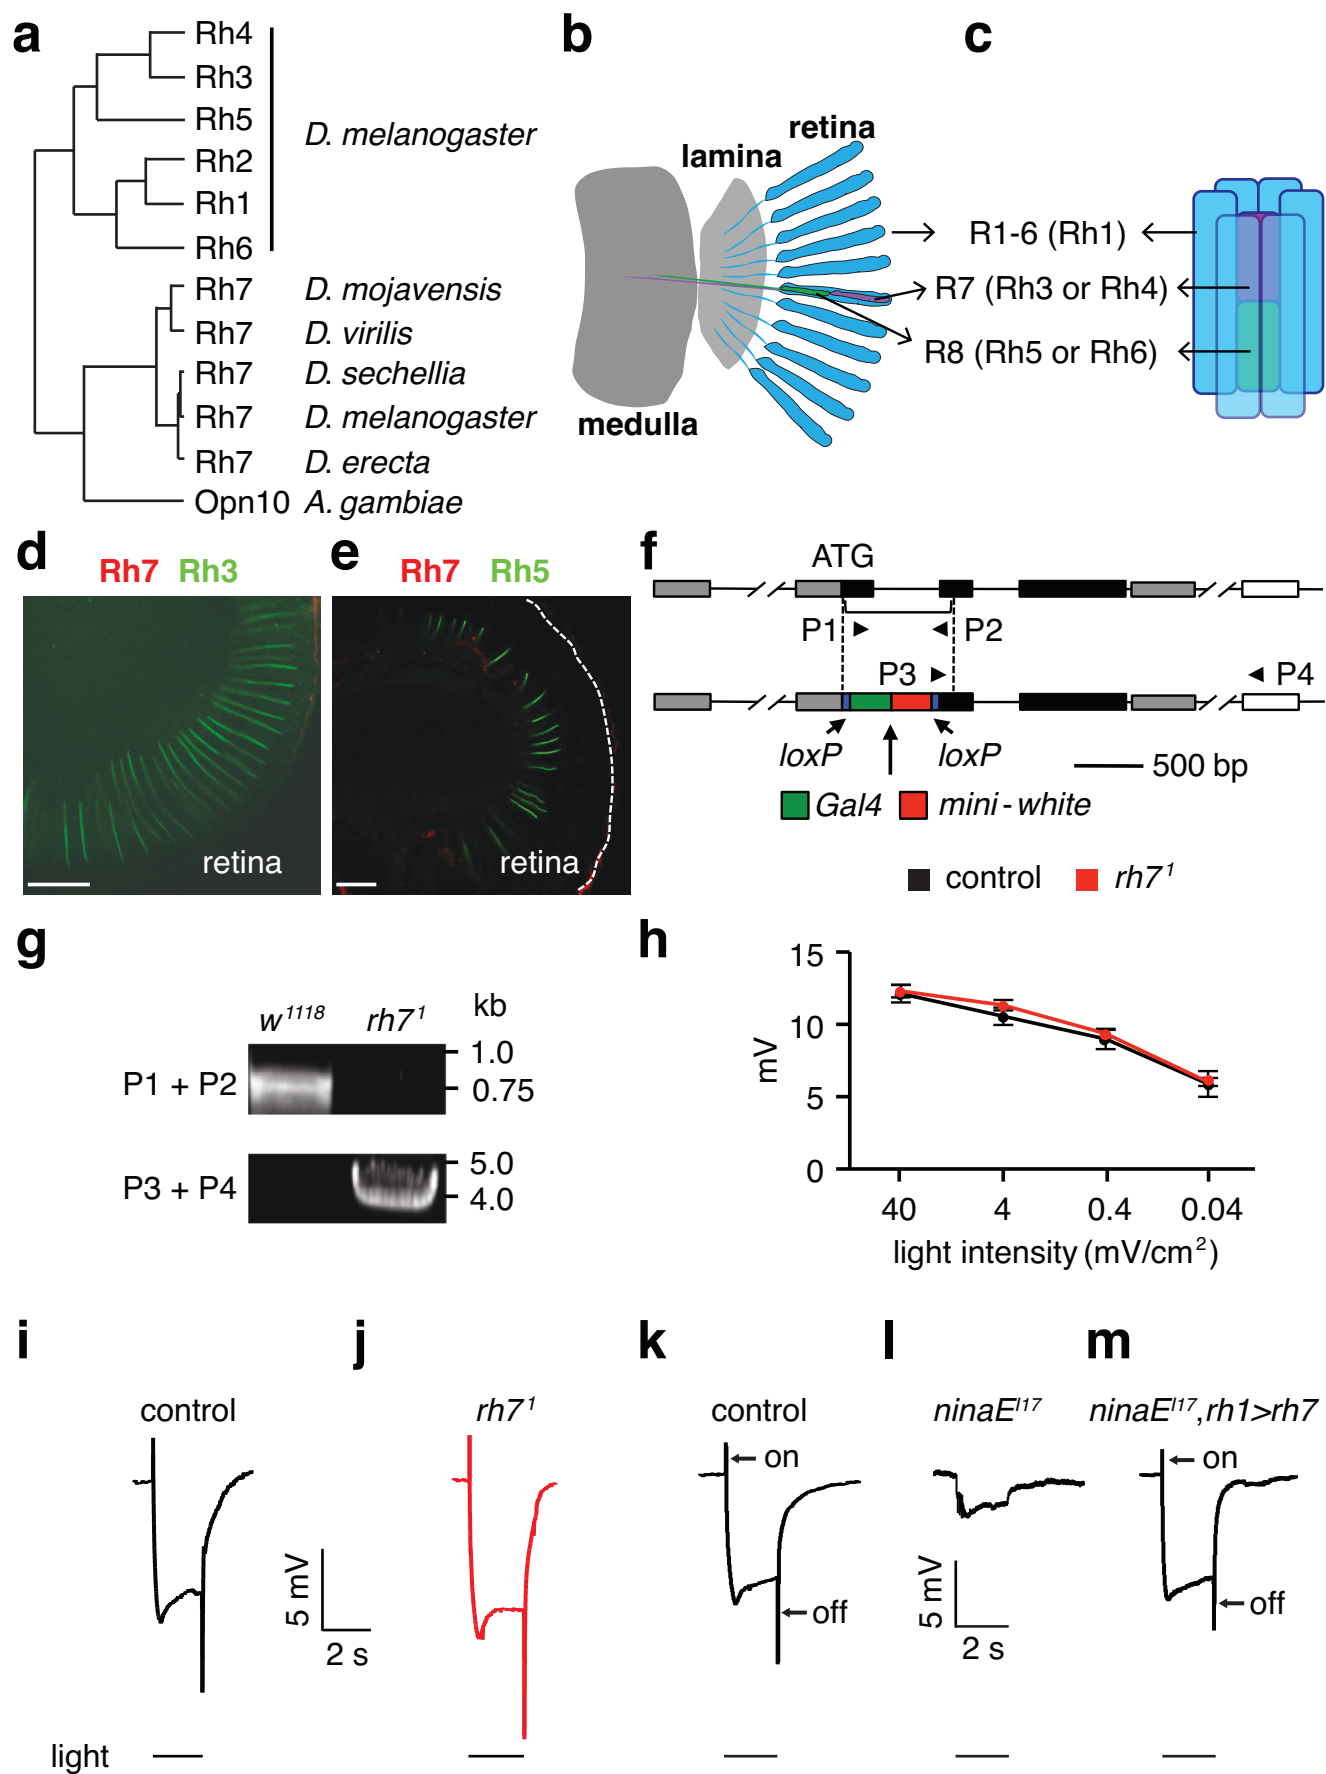 a
Rh4
Rh3
Rh5
Rh2
Rh1
Rh6
D. melanogaster
Rh7 D. mojavensis
Rh7 D. virilis
Rh7 D. sechellia
Rh7 D. melanogaster
Rh7 D. erecta
Opn10 A. gambiae
b
retina
lamina
medulla
c
R1-6 (Rh1)
R7 (Rh3 or Rh4)
R8 (Rh5 or Rh6)
d
Rh7 Rh3
retina
e
Rh7 Rh5
retina
f
ATG
P1 P2
P3 P4
loxP loxP
500 bp
Gal4 mini-white
g
w1118 rh71 kb
P1 + P2
1.0
0.75
P3 + P4
5.0
4.0
h
control rh71
15
10
5
0
mV
40 4 0.4 0.04
light intensity (mV/cm2)
i
control
5 mV
2 s
light
j
rh71
k
control
on
off
l
ninaEI17
5 mV
2 s
m
ninaEI17,rh1>rh7
on
off